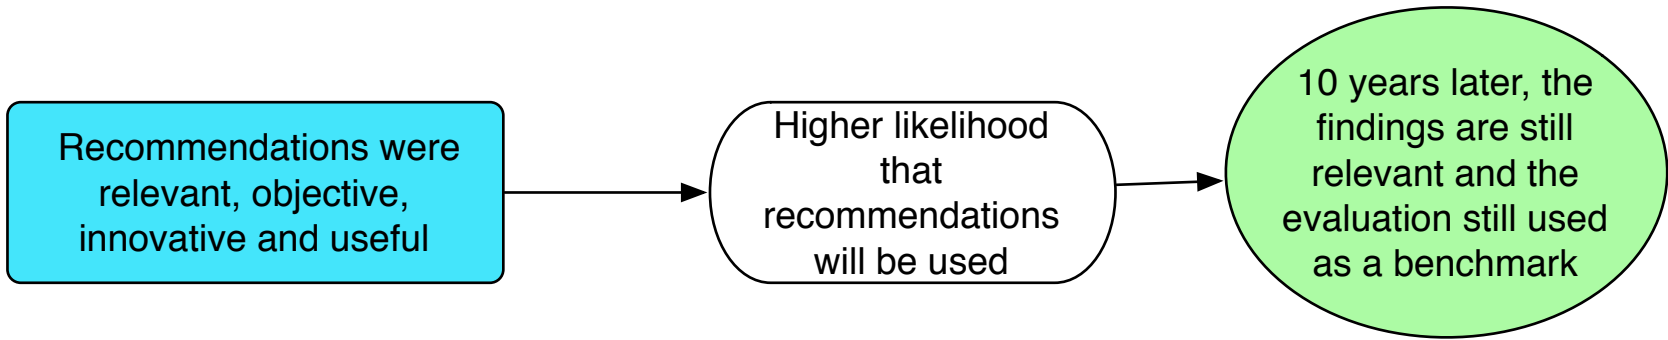 Recommendations were
relevant, objective,
innovative and useful
Higher likelihood
that
recommendations
will be used
10 years later, the
findings are still
relevant and the
evaluation still used
as a benchmark